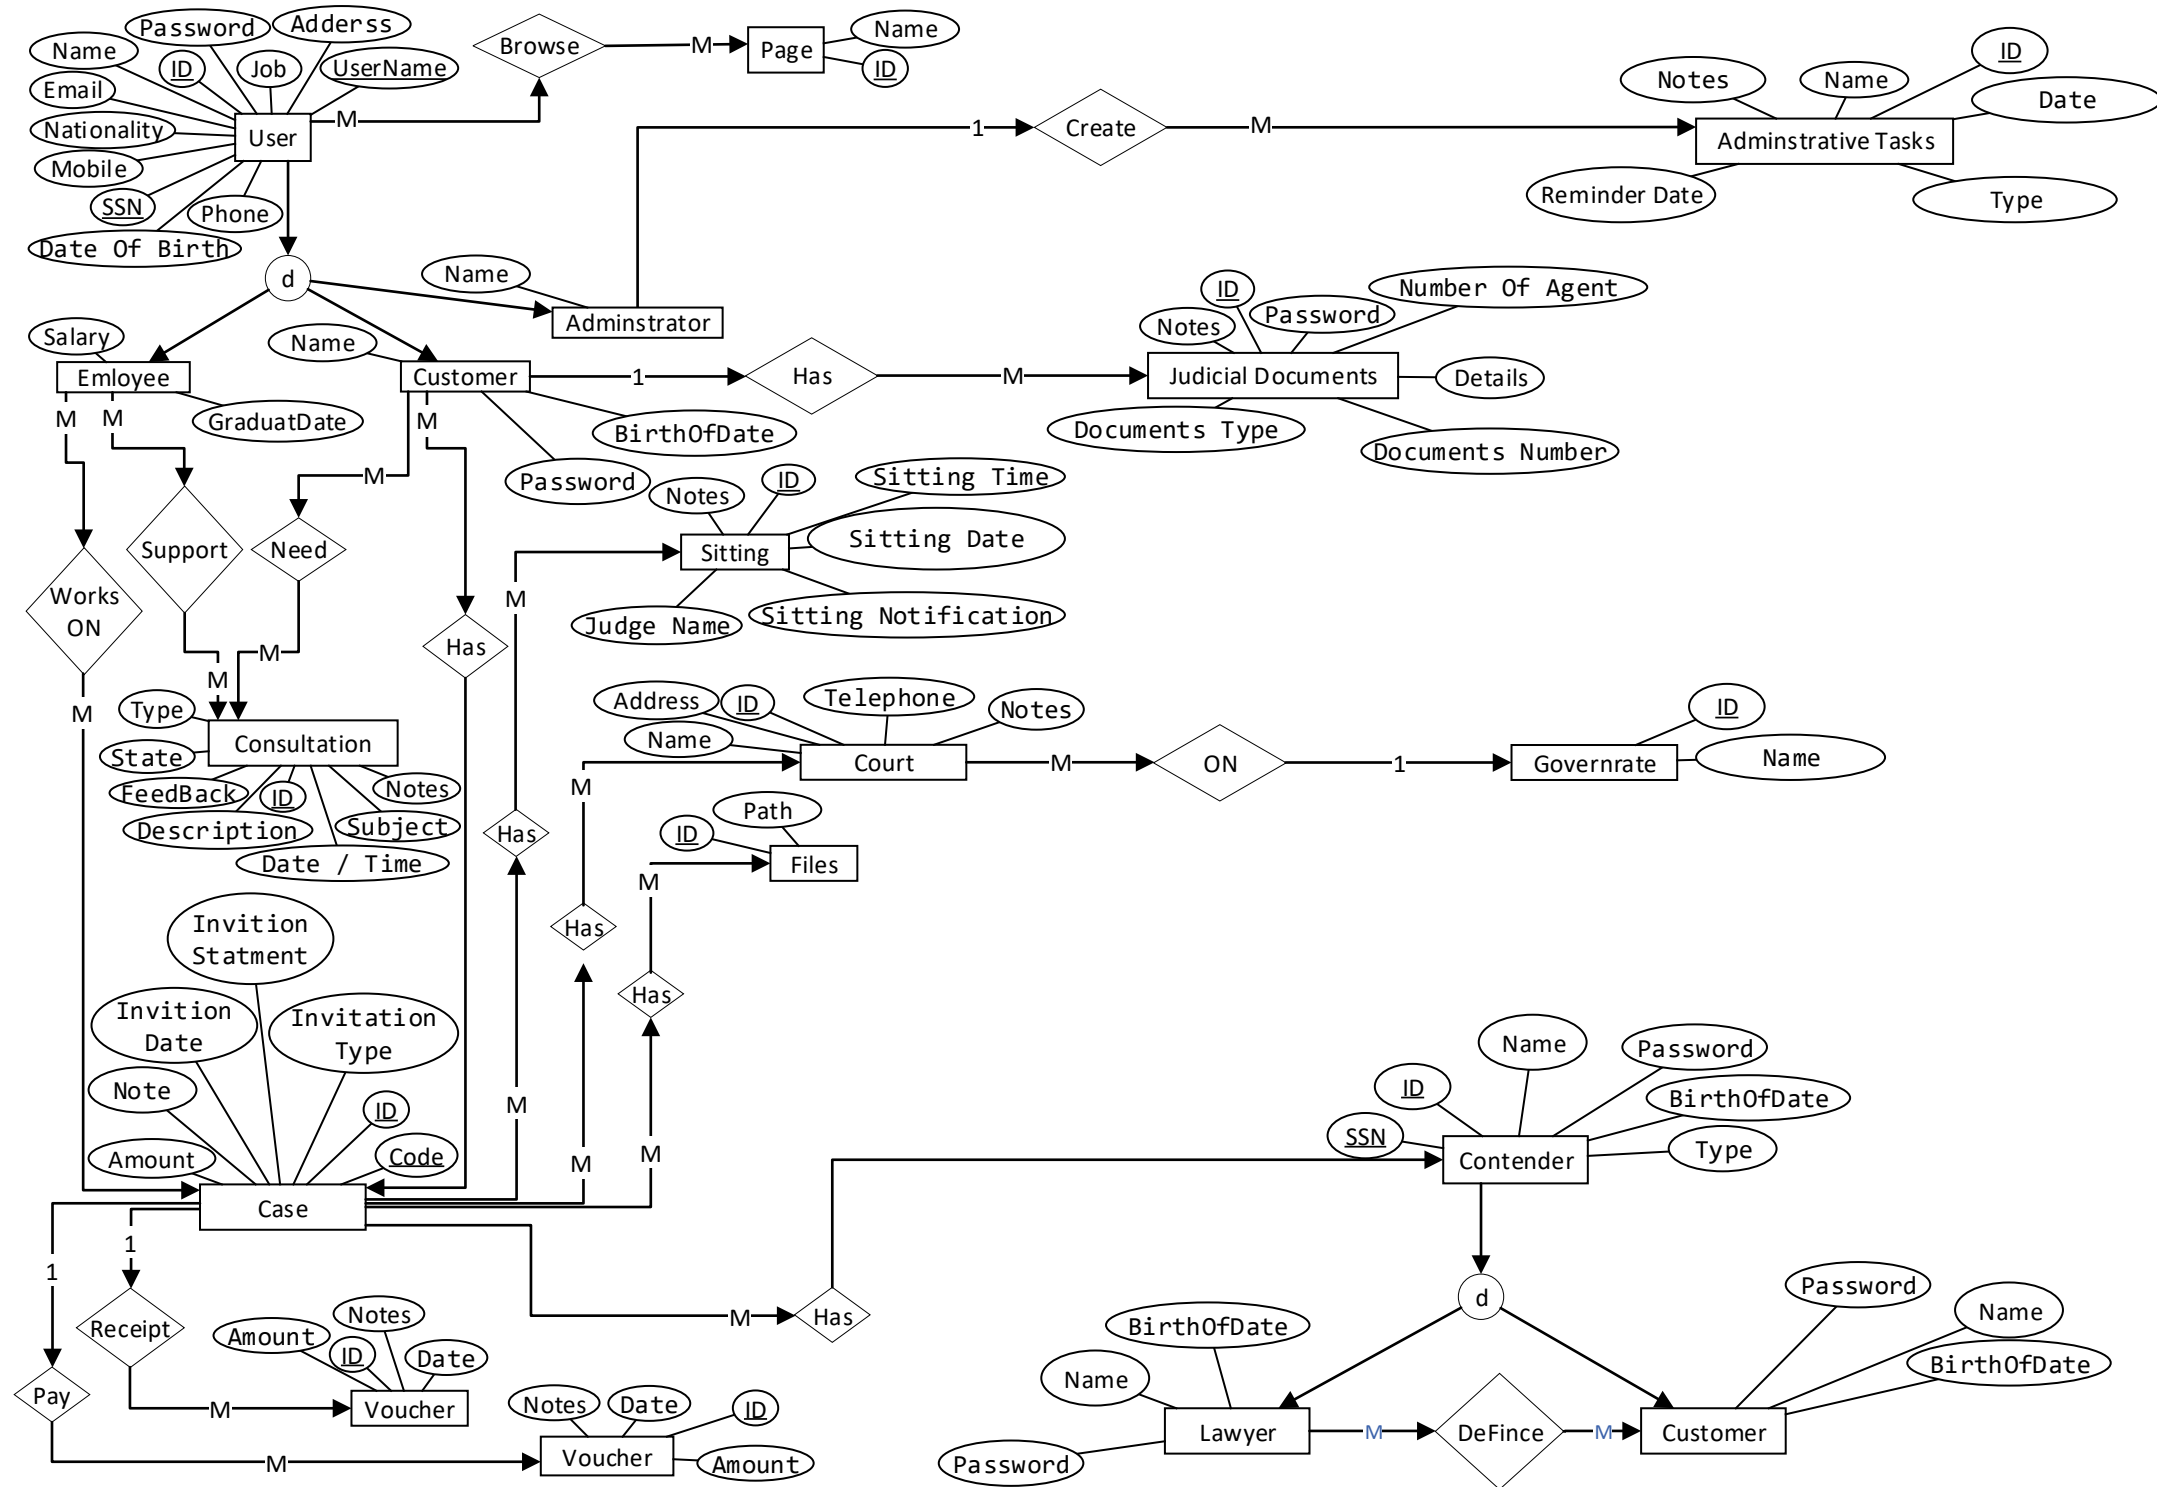 Password
Adderss
Name
ID
Job
UserName
Email
Nationality
User
Mobile
SSN
Phone
Date Of Birth
M
Browse
M
Page
Name
ID
d
Name
Adminstrator
1
Create
M
Notes
Name
ID
Date
Adminstrative Tasks
Reminder Date
Type
Salary
Emloyee
GraduatDate
Name
Customer
BirthOfDate
Password
1
Has
M
ID
Notes
Password
Number Of Agent
Judicial Documents
Details
Documents Type
Documents Number
M
M
M
M
Works
ON
Support
Need
Has
M
M
M
Notes
ID
Sitting Time
Sitting Date
Sitting
Judge Name
Sitting Notification
M
Has
M
Type
State
Consultation
FeedBack
ID
Notes
Description
Subject
Date / Time
Address
ID
Telephone
Notes
Name
Court
M
ON
1
Governrate
ID
Name
M
Has
M
ID
Path
Files
M
Has
M
Invition
Statment
Invition
Date
Invitation
Type
Note
ID
Amount
Code
Case
1
1
Receipt
Pay
M
M
Amount
ID
Notes
Date
Voucher
Notes
Date
ID
Voucher
Amount
M
Has
Name
Password
ID
BirthOfDate
SSN
Contender
Type
d
BirthOfDate
Name
Lawyer
Password
M
DeFince
M
Password
Name
BirthOfDate
Customer